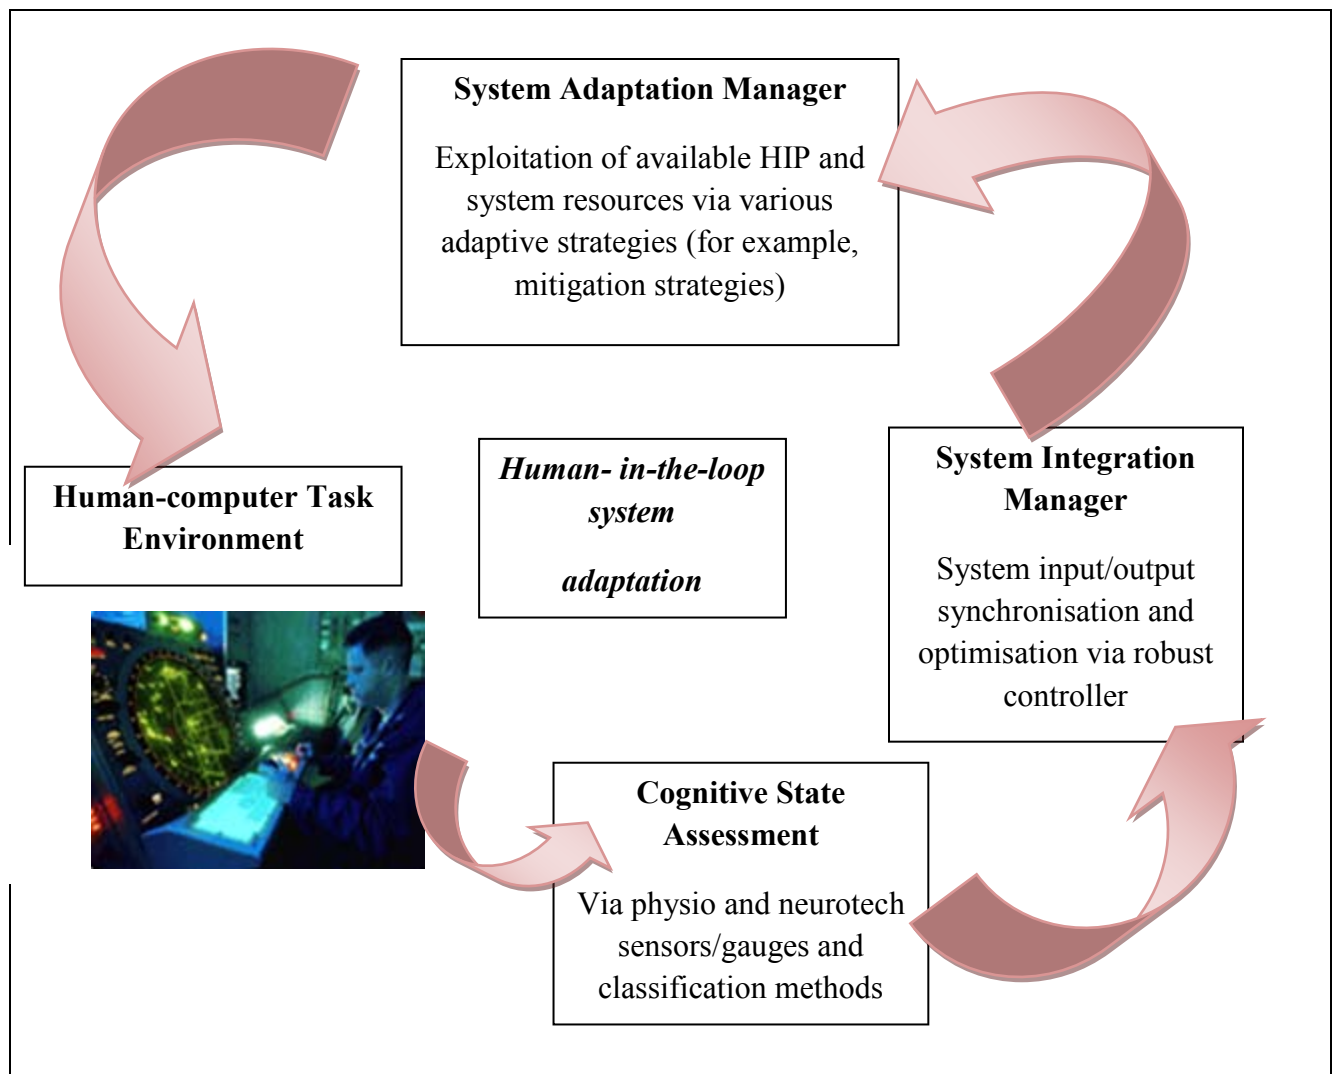 System Adaptation Manager
Exploitation of available HIP and
system resources via various
adaptive strategies (for example,
mitigation strategies)
Human-computer Task
Environment
Human- in-the-loop
system
adaptation
System Integration
Manager
System input/output
synchronisation and
optimisation via robust
controller
Cognitive State
Assessment
Via physio and neurotech
sensors/gauges and
classification methods